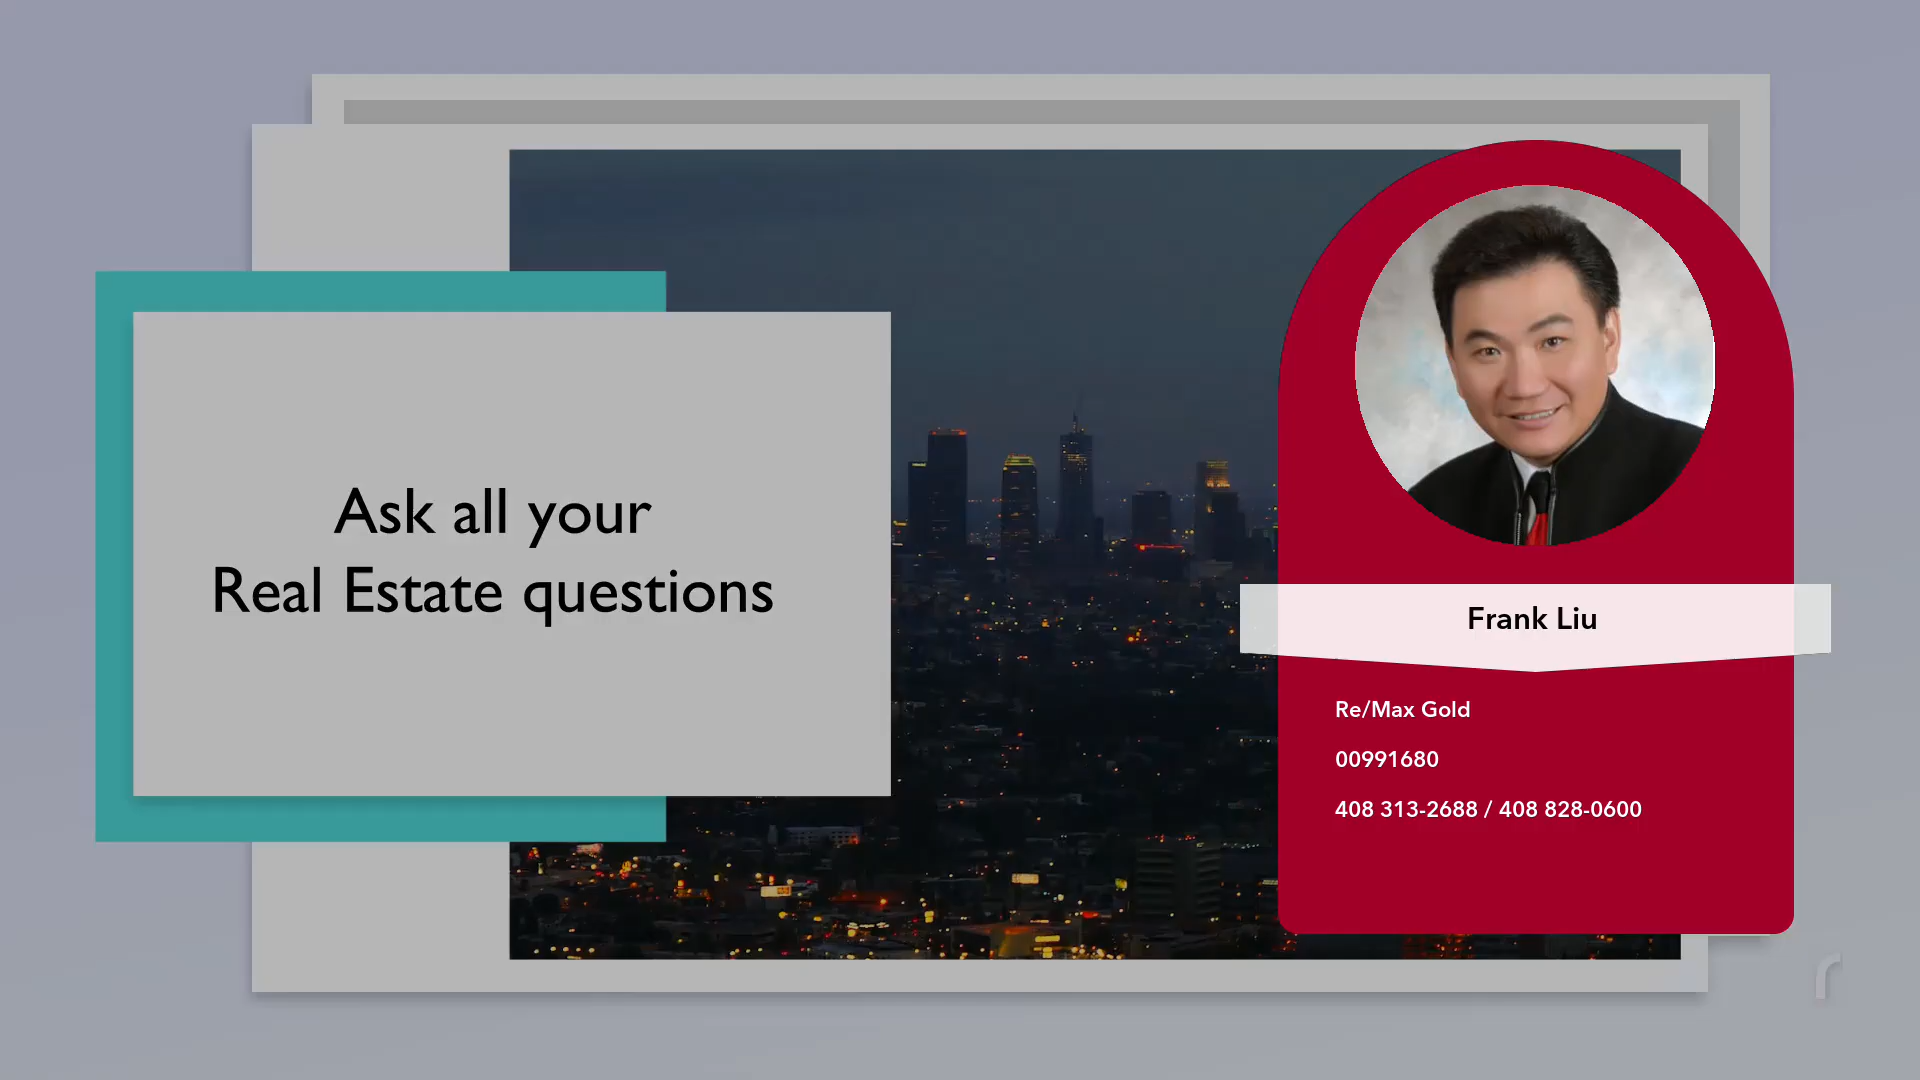 Ask all your
Real Estate questions
Frank Liu
Re/Max Gold
00991680
408 313-2688 / 408 828-0600